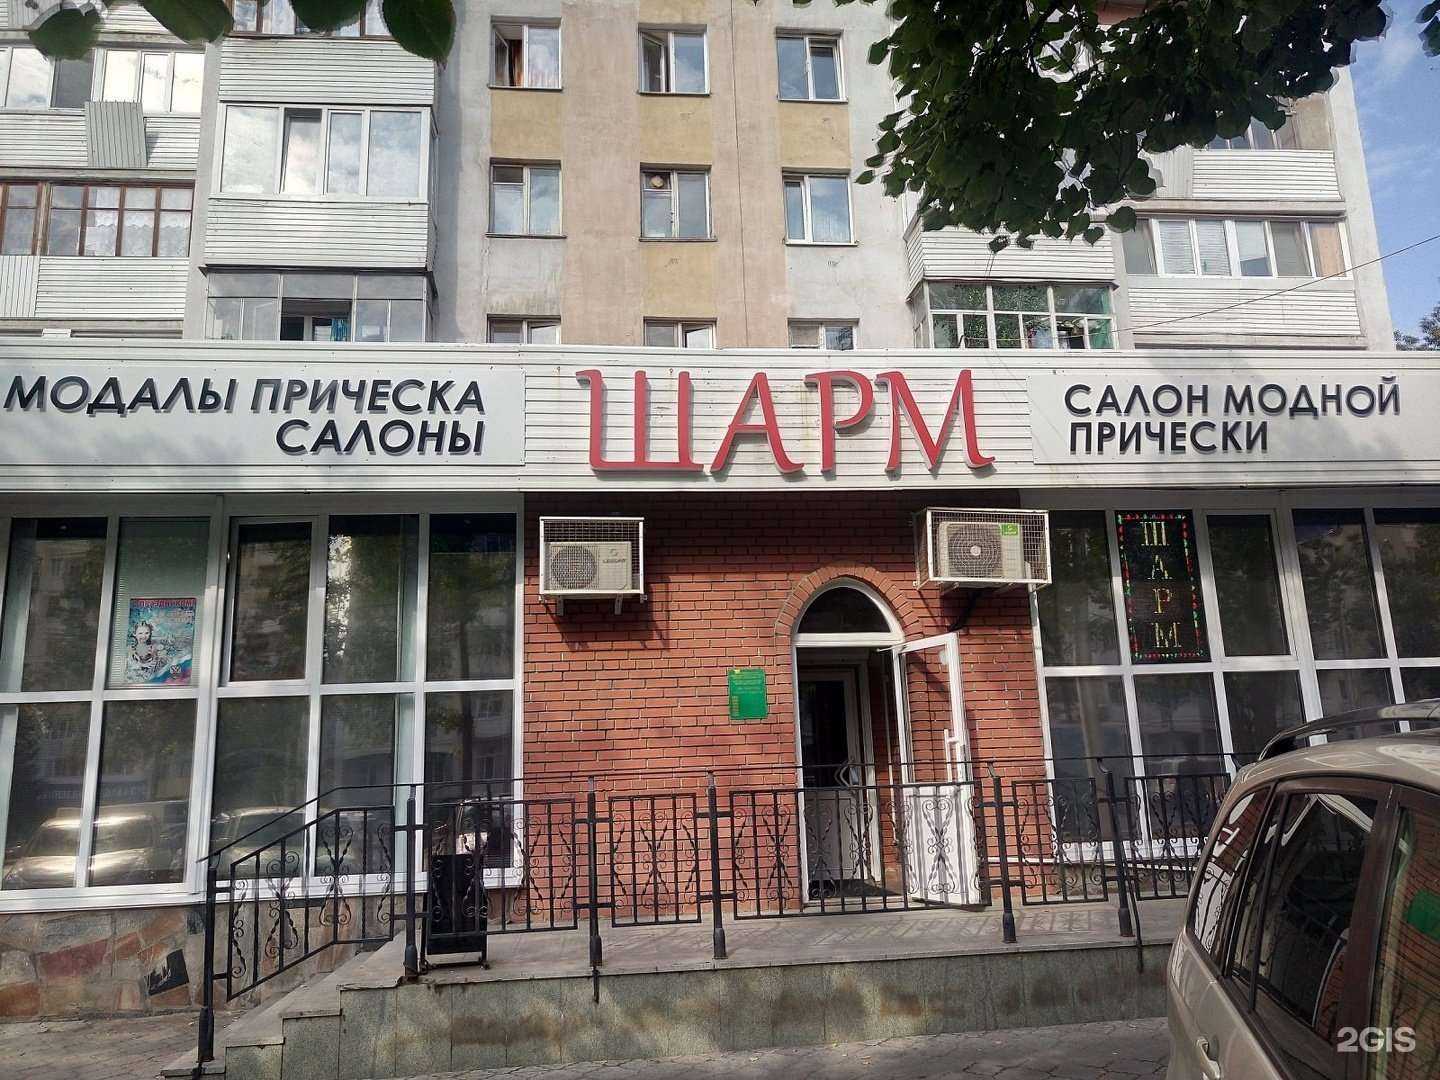 МОДАЛЫ ПРИЧЕСКА
САЛОНЫ
ШАРМ
САЛОН МОДНОЙ
ПРИЧЕСКИ
ШАРМ
2GIS